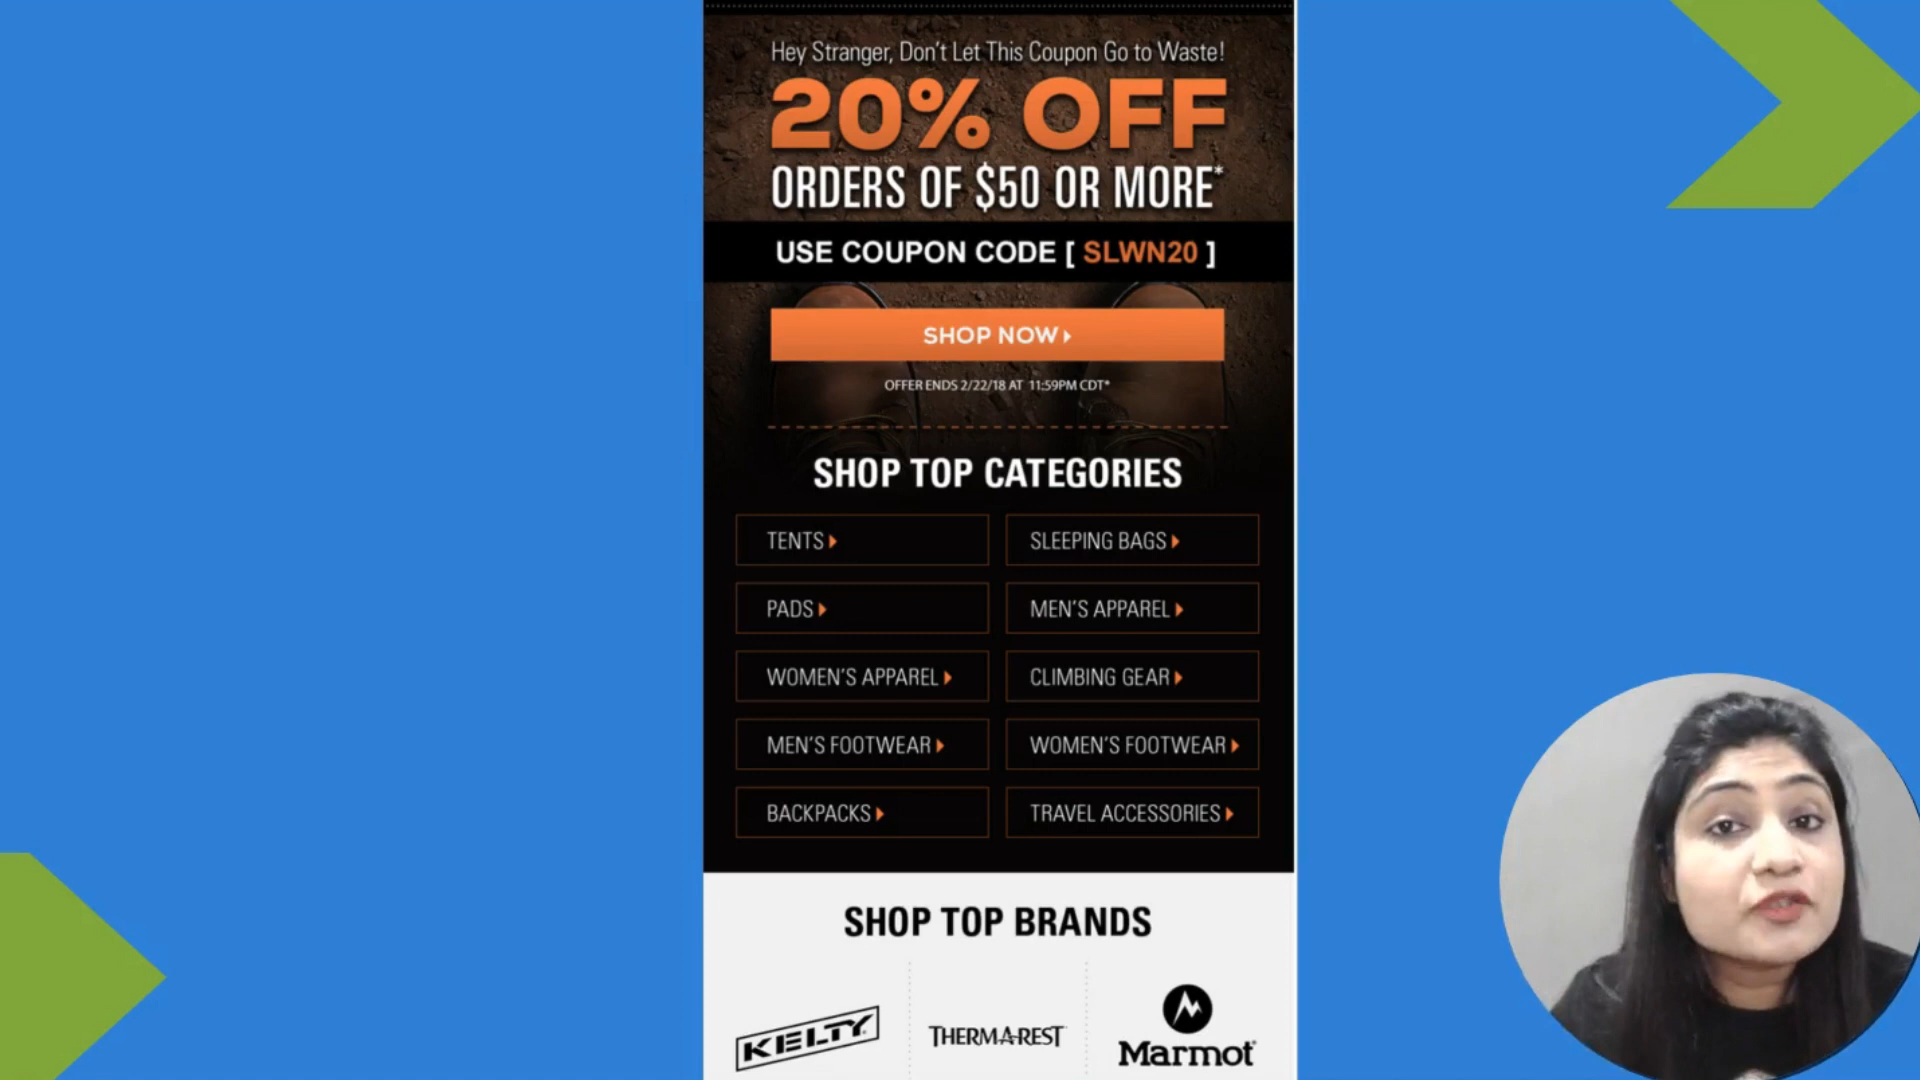 Hey Stranger, Don't Let This Coupon Go to Waste!
20% OFF
ORDERS OF $50 OR MORE*
USE COUPON CODE [ SLWN20 ]
SHOP NOW
OFFER ENDS 2/22/18 AT 11:59PM CDT*
SHOP TOP CATEGORIES
TENTS
SLEEPING BAGS
PADS
MEN'S APPAREL
WOMEN'S APPAREL
CLIMBING GEAR
MEN'S FOOTWEAR
WOMEN'S FOOTWEAR
BACKPACKS
TRAVEL ACCESSORIES
SHOP TOP BRANDS
KELTY
THERMAREST
Marmot